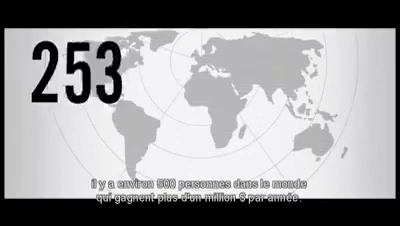 253
il y a environ 500 personnes dans le monde
qui gagnent plus d'un million $ par année.